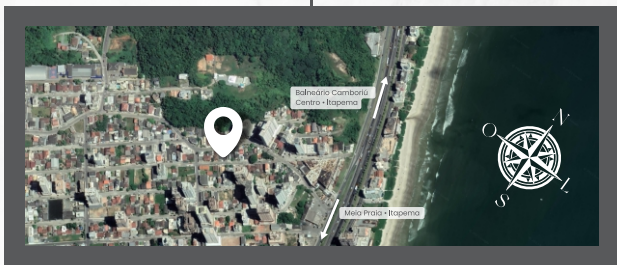 Balneário Camboriú
Centro • Itapema
O
N
S
L
Meia Praia • Itapema